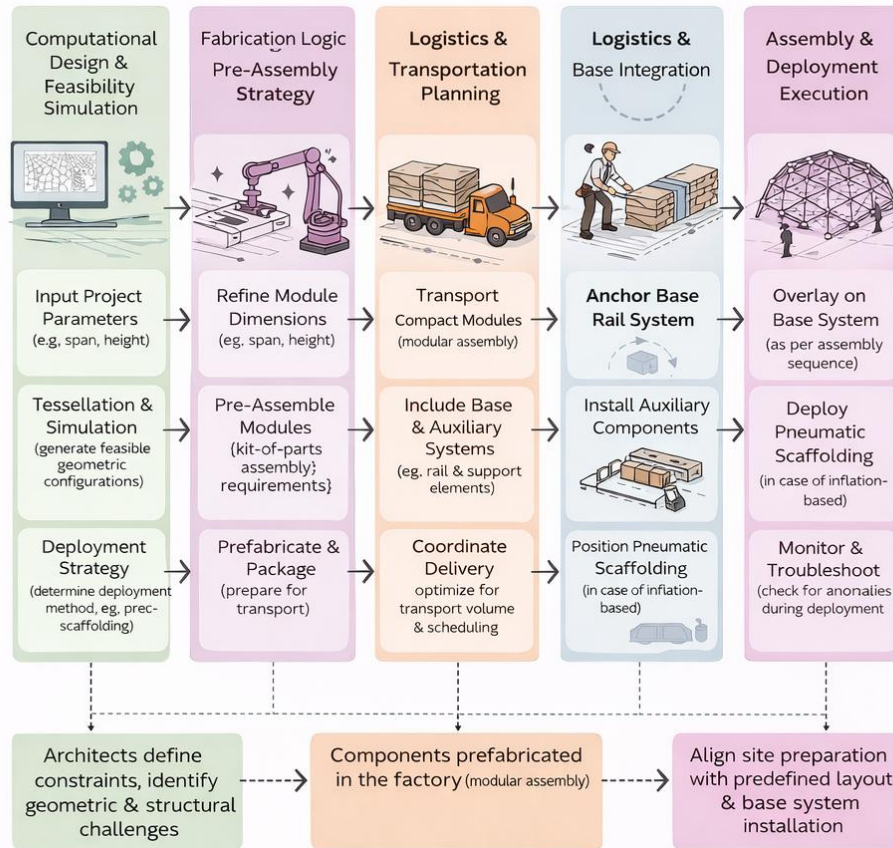 Computational
Design &
Feasibility
Simulation
Fabrication Logic
Pre-Assembly
Strategy
Logistics &
Transportation
Planning
Logistics &
Base Integration
Assembly &
Deployment
Execution
Input Project
Parameters
(e.g, span, height)
Refine Module
Dimensions
(eg. span, height)
Transport
Compact Modules
(modular assembly)
Anchor Base
Rail System
Overlay on
Base System
(as per assembly
sequence)
Tessellation &
Simulation
(generate feasible
geometric
configurations)
Pre-Assemble
Modules
(kit-of-parts
assembly}
requirements}
Include Base
& Auxiliary
Systems
(eg. rail & support
elements)
Install Auxiliary
Components
Deploy
Pneumatic
Scaffolding
(in case of inflation-
based)
Deployment
Strategy
(determine deployment
method, eg, prec-
scaffolding)
Prefabricate &
Package
(prepare for
transport)
Coordinate
Delivery
optimize for
transport volume
& scheduling
Position Pneumatic
Scaffolding
(in case of inflation-
based)
Monitor &
Troubleshoot
(check for anomalies
during deployment
Architects define
constraints, identify
geometric & structural
challenges
Components prefabricated
in the factory (modular assembly)
Align site preparation
with predefined layout
& base system
installation